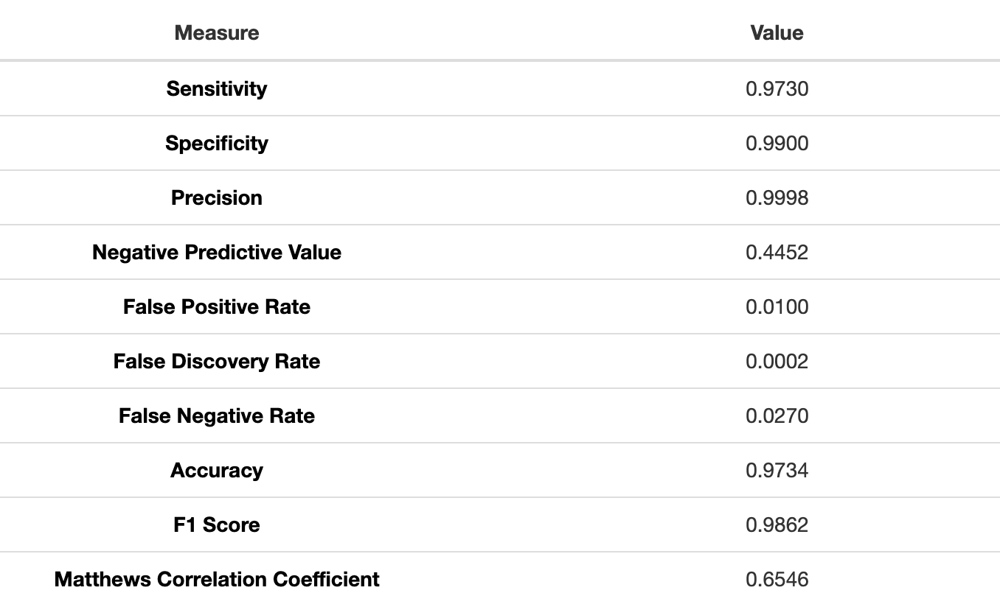 Measure Value
Sensitivity 0.9730
Specificity 0.9900
Precision 0.9998
Negative Predictive Value 0.4452
False Positive Rate 0.0100
False Discovery Rate 0.0002
False Negative Rate 0.0270
Accuracy 0.9734
F1 Score 0.9862
Matthews Correlation Coefficient 0.6546